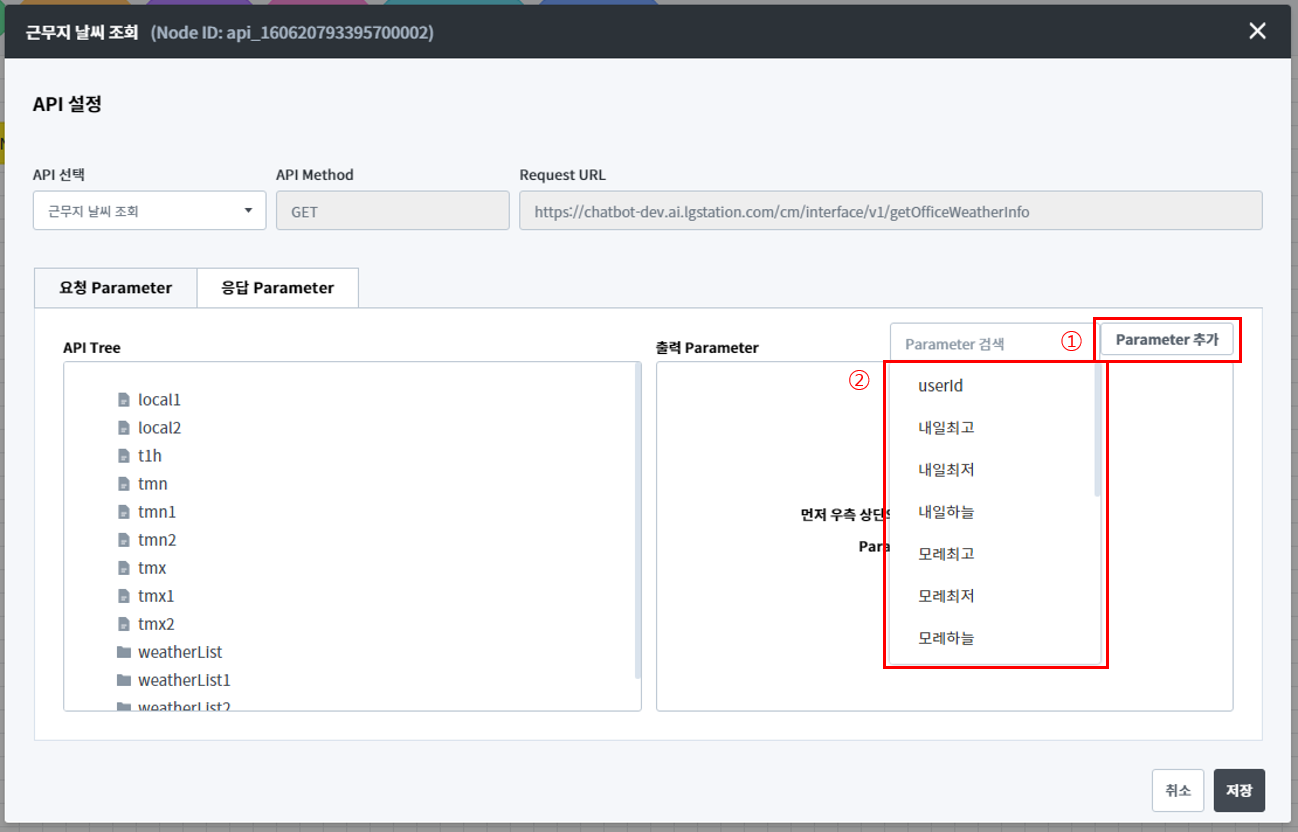 근무지 날씨 조회 (Node ID: api_160620793395700002)
API 설정
API 선택
API Method
Request URL
근무지 날씨 조회
GET
https://chatbot-dev.ai.lgstation.com/cm/interface/v1/getOfficeWeatherInfo
요청 Parameter
응답 Parameter
API Tree
출력 Parameter
Parameter 검색
①
Parameter 추가
②
local1
local2
t1h
tmn
tmn1
tmn2
tmx
tmx1
tmx2
weatherList
weatherList1
weatherList2
먼저 우측 상단의
Para
userId
내일최고
내일최저
내일하늘
모레최고
모레최저
모레하늘
취소
저장